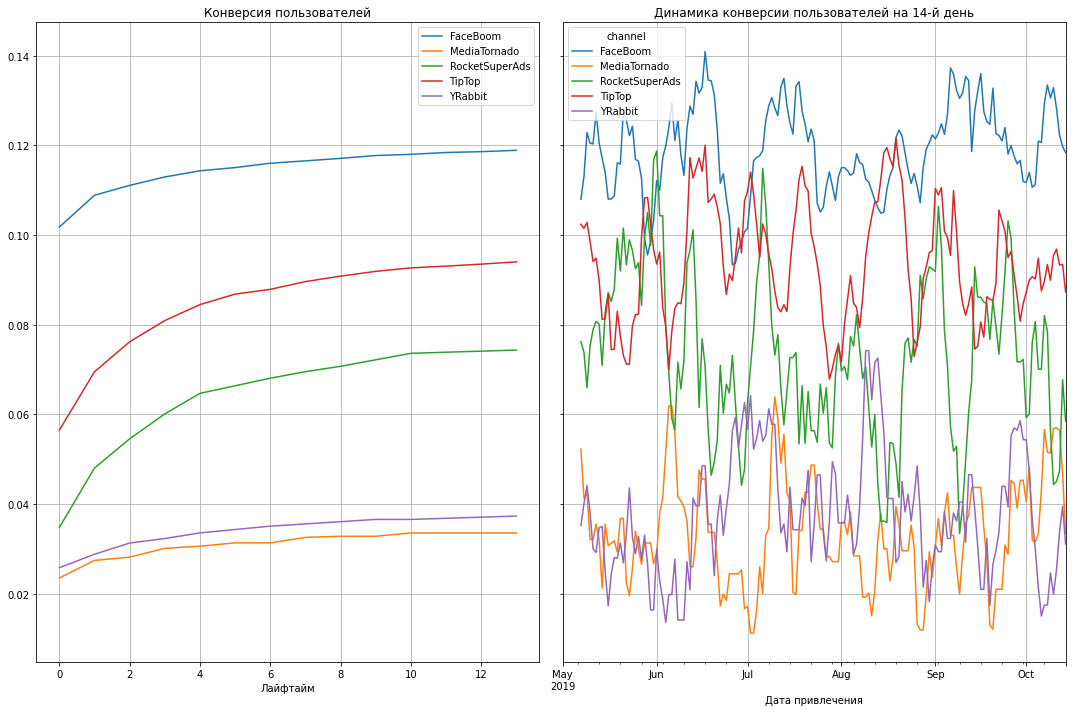 Конверсия пользователей
0.14
0.12
0.10
0.08
0.06
0.04
0.02
FaceBoom
MediaTornado
RocketSuperAds
TipTop
YRabbit
0 2 4 6 8 10 12
Лайфтайм
Динамика конверсии пользователей на 14-й день
channel
FaceBoom
MediaTornado
RocketSuperAds
TipTop
YRabbit
May Jun Jul Aug Sep Oct
2019
Дата привлечения